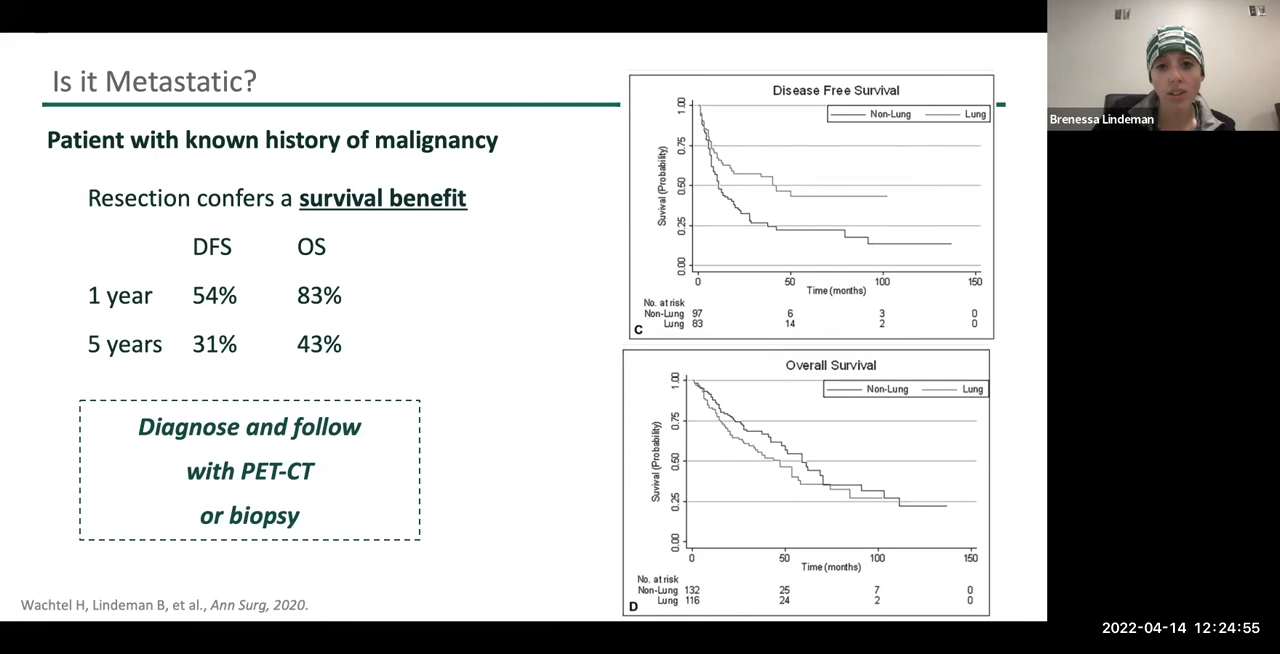 Is it Metastatic?
Patient with known history of malignancy
Resection confers a survival benefit
DFS OS
1 year 54% 83%
5 years 31% 43%
Diagnose and follow
with PET-CT
or biopsy
Wachtel H, Lindeman B, et al., Ann Surg, 2020.
Disease Free Survival
Non-Lung Lung
Suvival (Probability)
1.00
0.75
0.50
0.25
0.00
0 50 100 150
Time (months)
No. at risk
Non-Lung 97 6 3 0
Lung 83 14 2 0
C
Overall Survival
Non-Lung Lung
Suvival (Probability)
1.00
0.75
0.50
0.25
0.00
0 50 100 150
Time (months)
No. at risk
Non-Lung 132 25 7 0
Lung 116 24 2 0
D
Brenessa Lindeman
2022-04-14 12:24:55